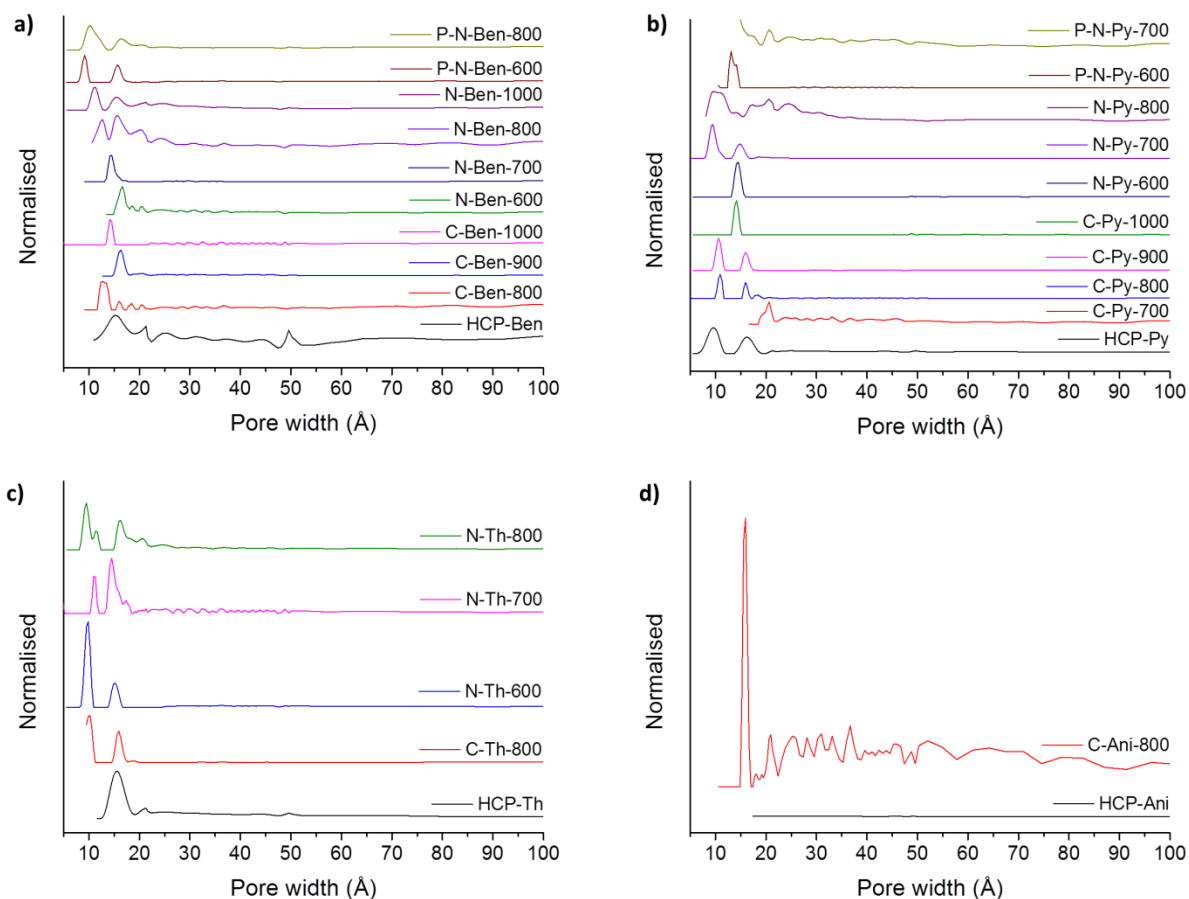 a)
P-N-Ben-800
P-N-Ben-600
N-Ben-1000
N-Ben-800
N-Ben-700
N-Ben-600
C-Ben-1000
C-Ben-900
C-Ben-800
HCP-Ben
Normalised
10 20 30 40 50 60 70 80 90 100
Pore width (Å)
b)
P-N-Py-700
P-N-Py-600
N-Py-800
N-Py-700
N-Py-600
C-Py-1000
C-Py-900
C-Py-800
C-Py-700
HCP-Py
Normalised
10 20 30 40 50 60 70 80 90 100
Pore width (Å)
c)
N-Th-800
N-Th-700
N-Th-600
C-Th-800
HCP-Th
Normalised
10 20 30 40 50 60 70 80 90 100
Pore width (Å)
d)
C-Ani-800
HCP-Ani
Normalised
10 20 30 40 50 60 70 80 90 100
Pore width (Å)